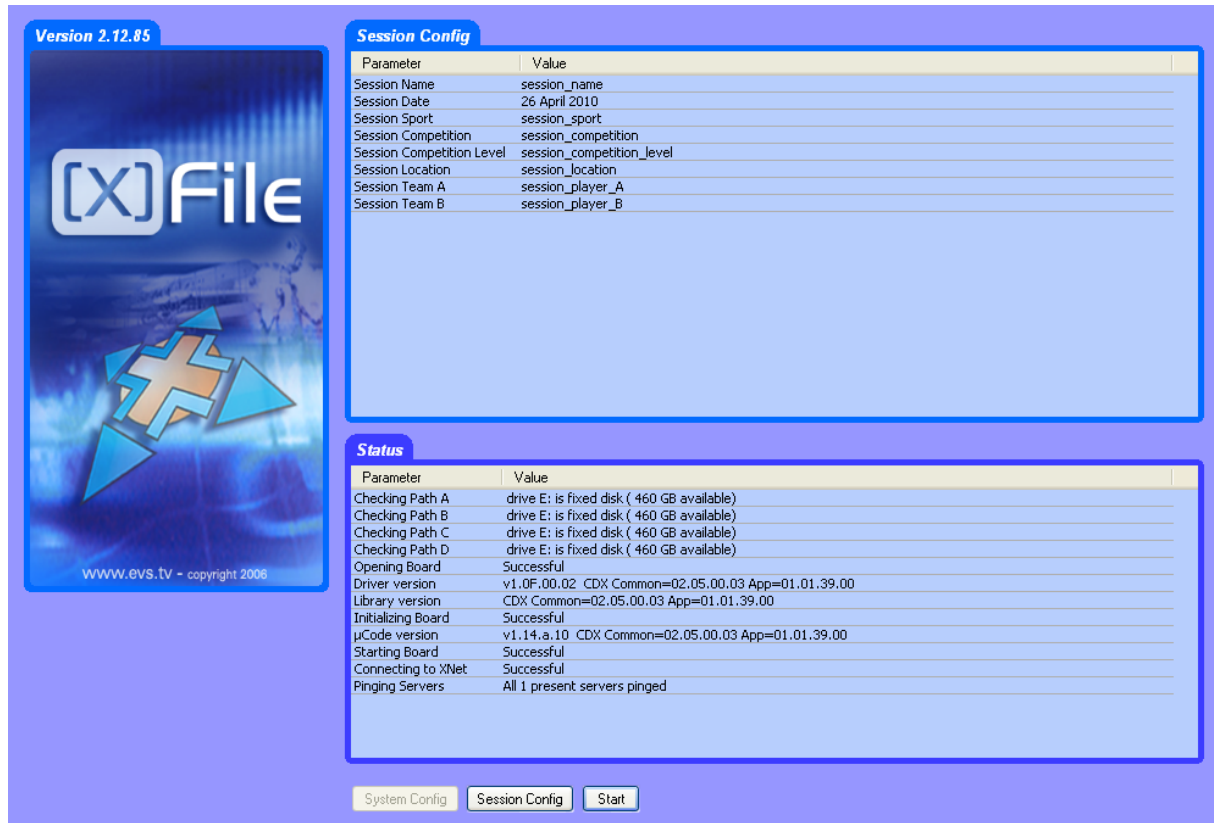 Version 2.12.85
[X]File
www.evs.tv - copyright 2006
Session Config
Parameter Value
Session Name session_name
Session Date 26 April 2010
Session Sport session_sport
Session Competition session_competition
Session Competition Level session_competition_level
Session Location session_location
Session Team A session_player_A
Session Team B session_player_B
Status
Parameter Value
Checking Path A drive E: is fixed disk ( 460 GB available)
Checking Path B drive E: is fixed disk ( 460 GB available)
Checking Path C drive E: is fixed disk ( 460 GB available)
Checking Path D drive E: is fixed disk ( 460 GB available)
Opening Board Successful
Driver version v1.0F.00.02 CDX Common=02.05.00.03 App=01.01.39.00
Library version CDX Common=02.05.00.03 App=01.01.39.00
Initializing Board Successful
µCode version v1.14.a.10 CDX Common=02.05.00.03 App=01.01.39.00
Starting Board Successful
Connecting to XNet Successful
Pinging Servers All 1 present servers pinged
System Config Session Config Start